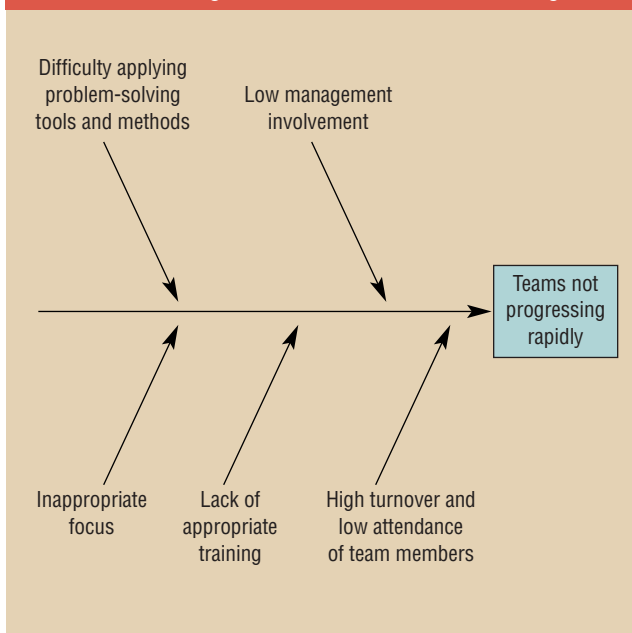 Difficulty applying
problem-solving
tools and methods
Low management
involvement
Teams not
progressing
rapidly
Inappropriate
focus
Lack of
appropriate
training
High turnover and
low attendance
of team members